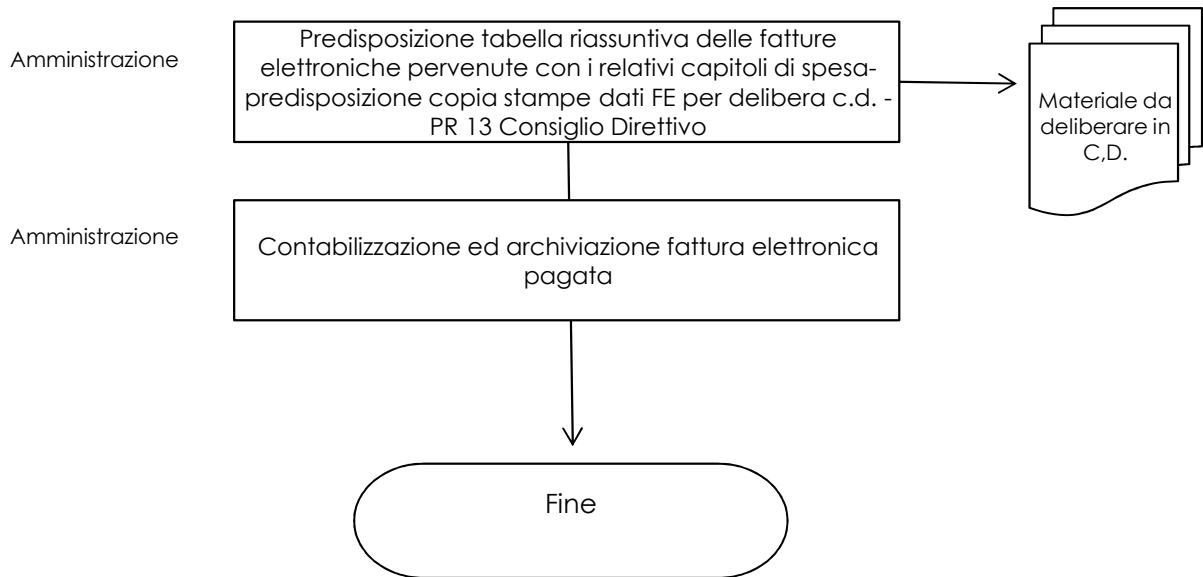 Amministrazione
Predisposizione tabella riassuntiva delle fatture
elettroniche pervenute con i relativi capitoli di spesa-
predisposizione copia stampe dati FE per delibera c.d. -
PR 13 Consiglio Direttivo
Materiale da
deliberare in
C,D.
Amministrazione
Contabilizzazione ed archiviazione fattura elettronica
pagata
Fine